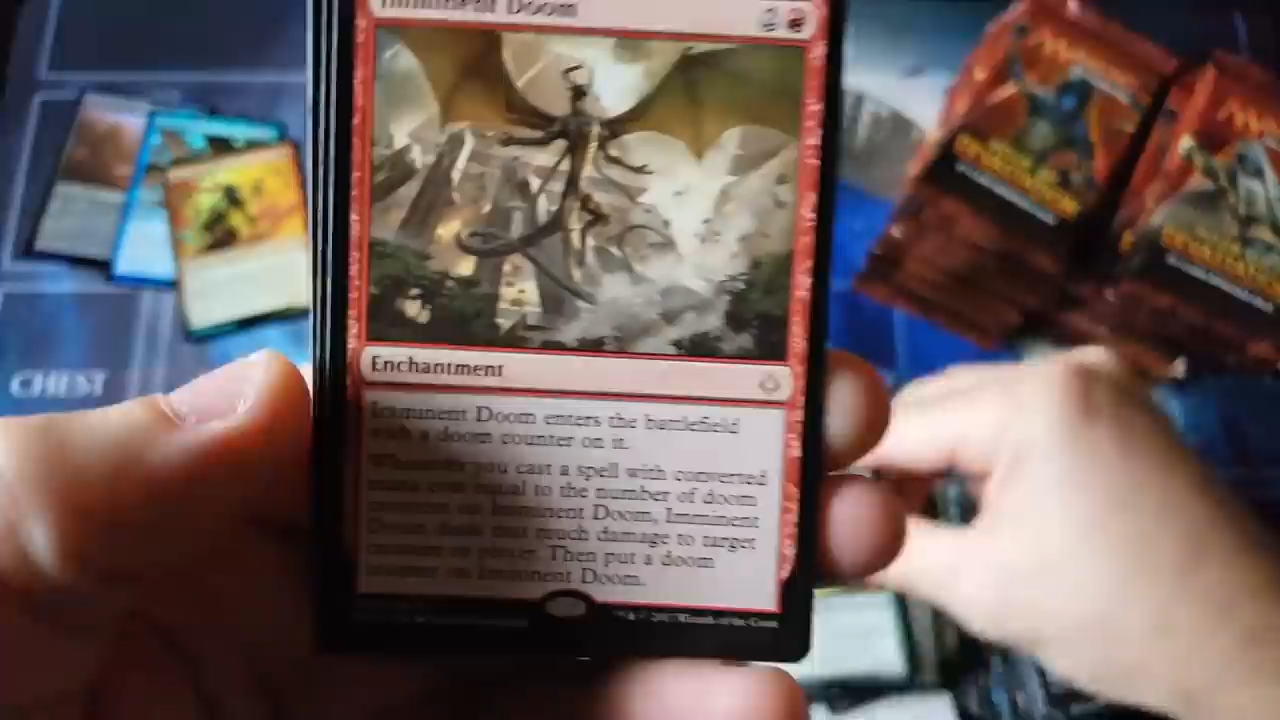 Imminent Doom 2
CHEST
Enchantment
Imminent Doom enters the battlefield
with a doom counter on it.
Whenever you cast a spell with converted
mana cost equal to the number of doom
counters on Imminent Doom, Imminent
Doom deals that much damage to target
creature or player. Then put a doom
counter on Imminent Doom.